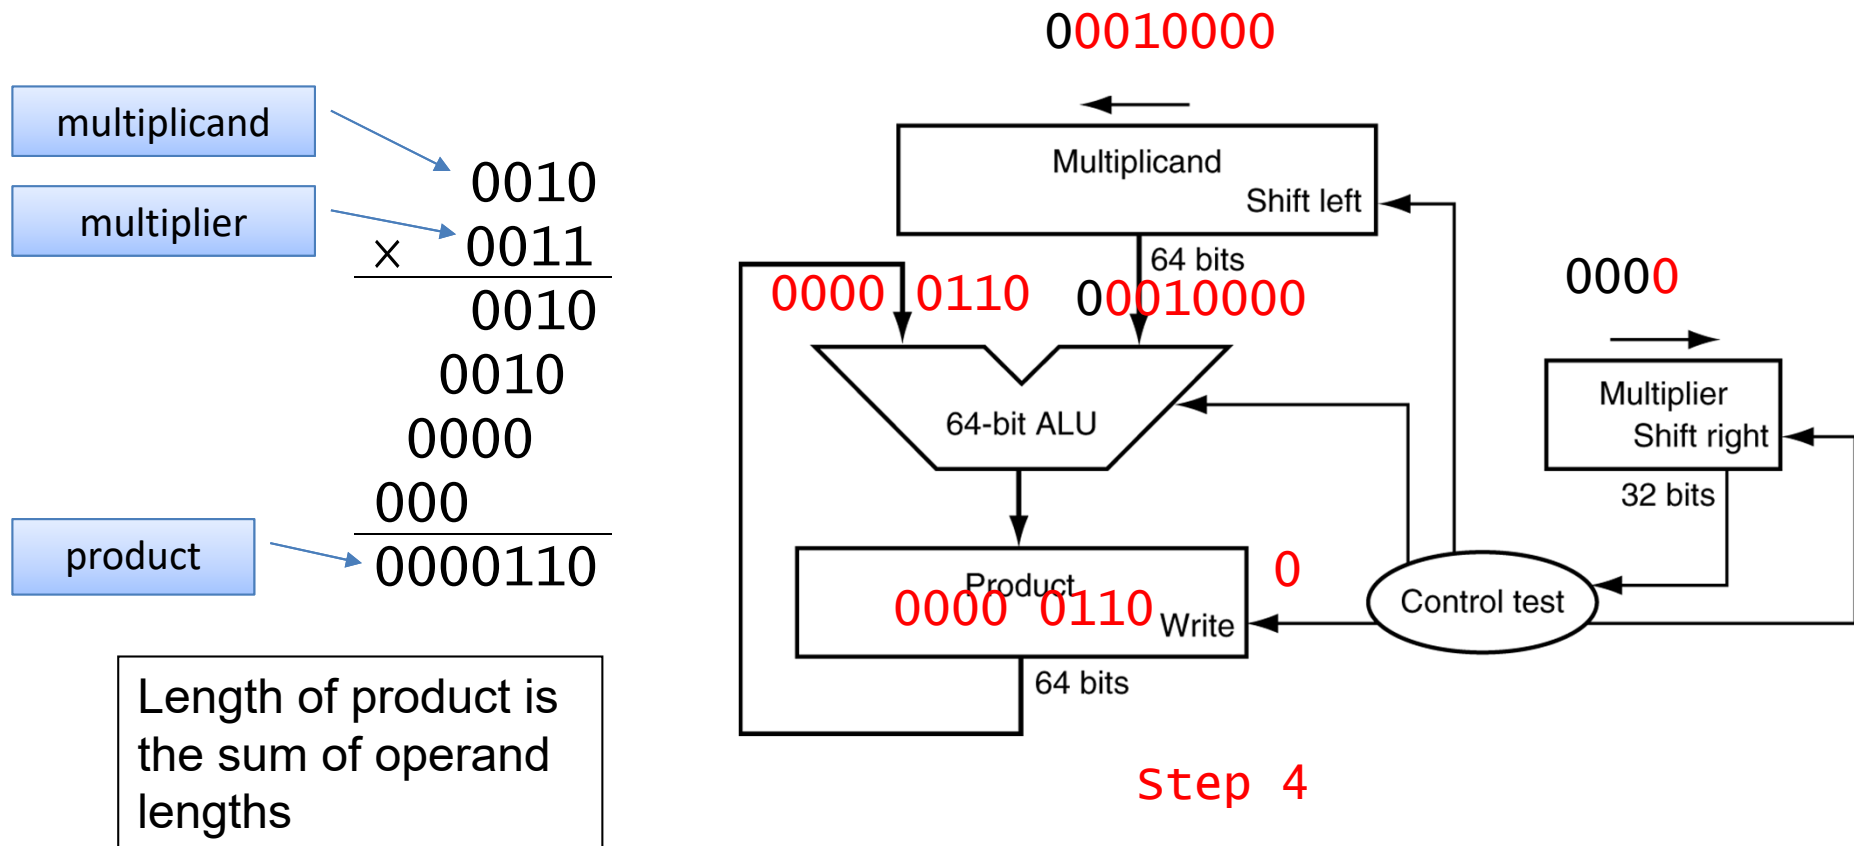 multiplicand
multiplier
0010
× 0011
0010
0010
0000
000
product
0000110
Length of product is
the sum of operand
lengths
00010000
Multiplicand
Shift left
64 bits
0000 0110
00010000
64-bit ALU
0000
Multiplier
Shift right
32 bits
Product
0000 0110
Write
0
Control test
64 bits
Step 4